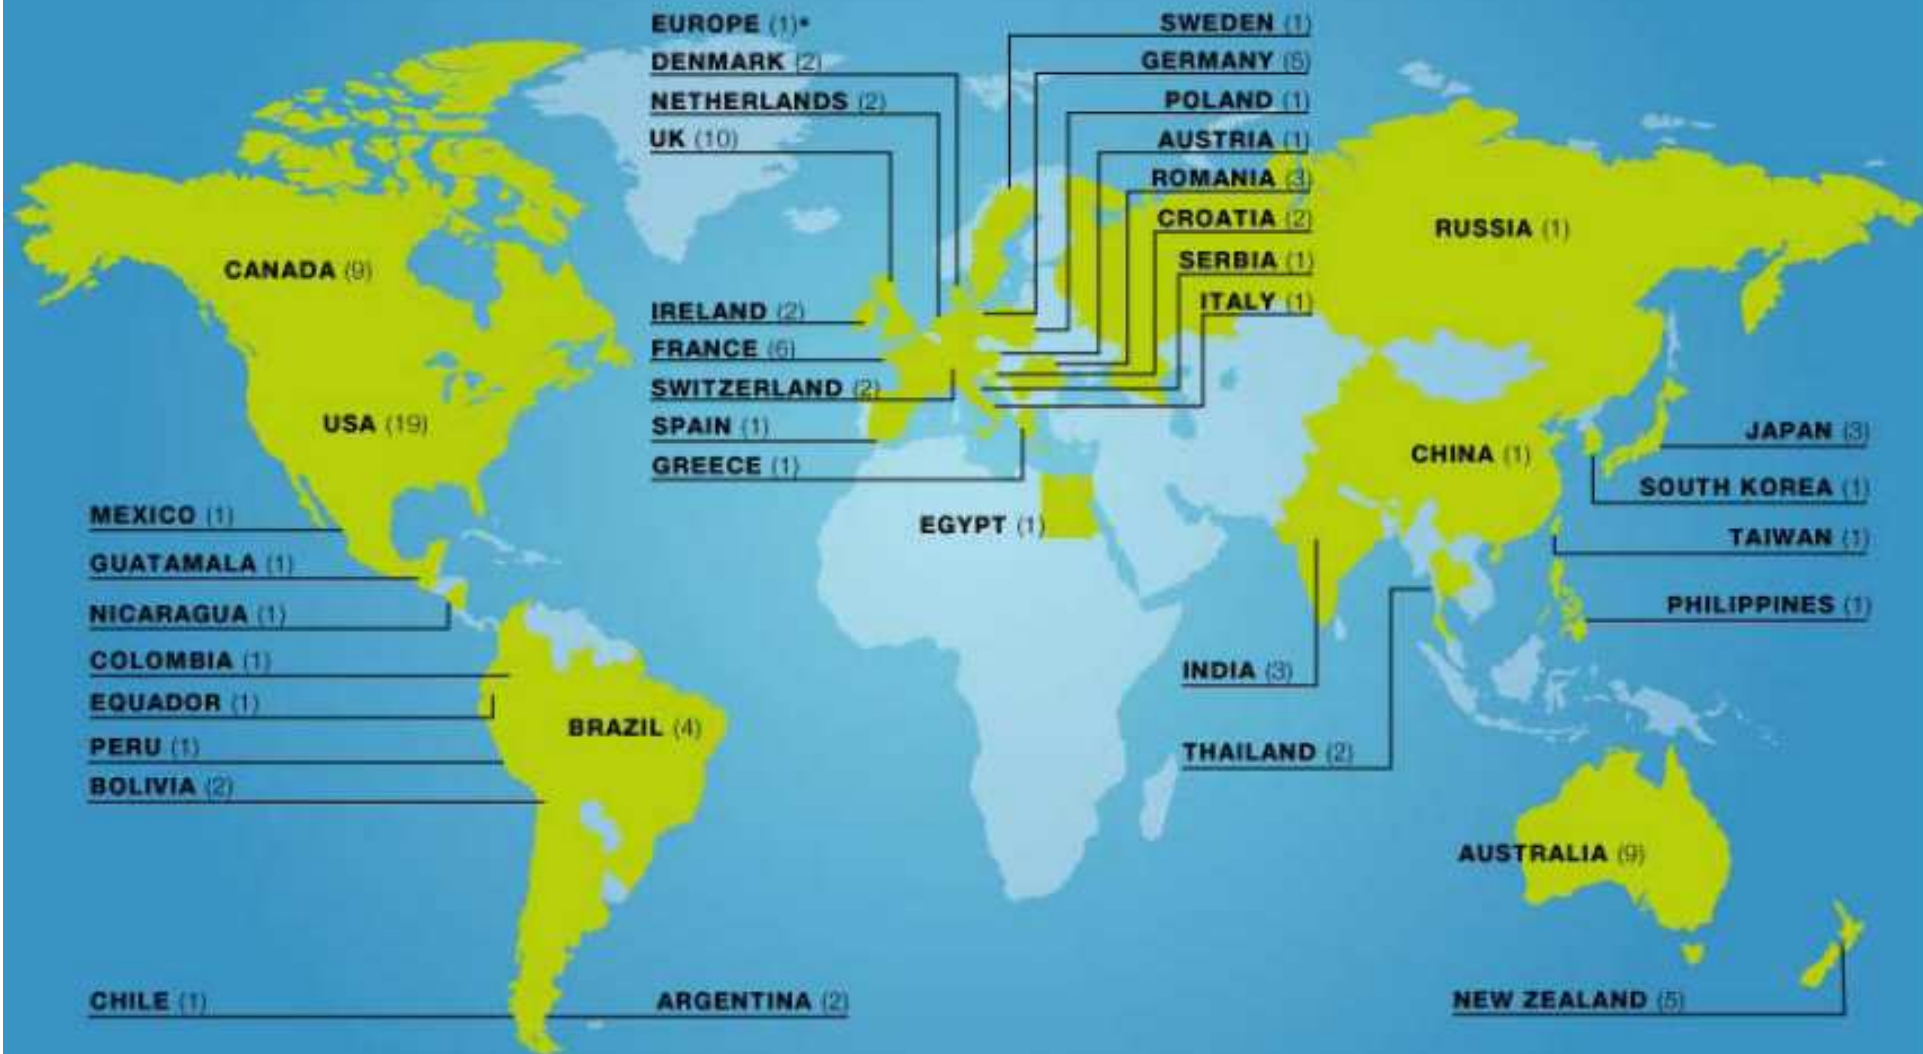 EUROPE (1)*
DENMARK (2)
NETHERLANDS (2)
UK (10)
SWEDEN (1)
GERMANY (5)
POLAND (1)
AUSTRIA (1)
ROMANIA (3)
CROATIA (2)
SERBIA (1)
ITALY (1)
RUSSIA (1)
CANADA (9)
USA (19)
IRELAND (2)
FRANCE (6)
SWITZERLAND (2)
SPAIN (1)
GREECE (1)
EGYPT (1)
CHINA (1)
JAPAN (3)
SOUTH KOREA (1)
TAIWAN (1)
PHILIPPINES (1)
MEXICO (1)
GUATAMALA (1)
NICARAGUA (1)
COLOMBIA (1)
EQUADOR (1)
PERU (1)
BOLIVIA (2)
BRAZIL (4)
INDIA (3)
THAILAND (2)
AUSTRALIA (9)
CHILE (1)
ARGENTINA (2)
NEW ZEALAND (5)